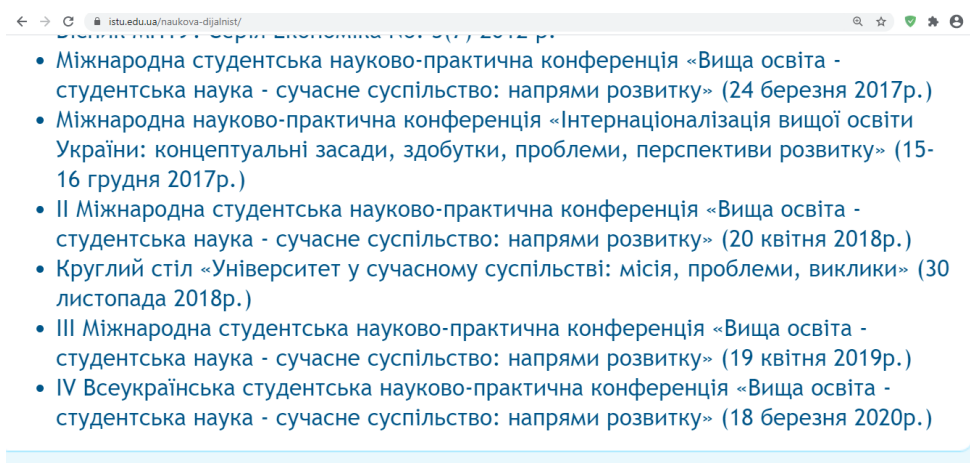 istu.edu.ua/naukova-dijalnist/
• Міжнародна студентська науково-практична конференція «Вища освіта -
студентська наука - сучасне суспільство: напрями розвитку» (24 березня 2017р.)
• Міжнародна науково-практична конференція «Інтернаціоналізація вищої освіти
України: концептуальні засади, здобутки, проблеми, перспективи розвитку» (15-
16 грудня 2017р.)
• ІІ Міжнародна студентська науково-практична конференція «Вища освіта -
студентська наука - сучасне суспільство: напрями розвитку» (20 квітня 2018р.)
• Круглий стіл «Університет у сучасному суспільстві: місія, проблеми, виклики» (30
листопада 2018р.)
• ІІІ Міжнародна студентська науково-практична конференція «Вища освіта -
студентська наука - сучасне суспільство: напрями розвитку» (19 квітня 2019р.)
• IV Всеукраїнська студентська науково-практична конференція «Вища освіта -
студентська наука - сучасне суспільство: напрями розвитку» (18 березня 2020р.)